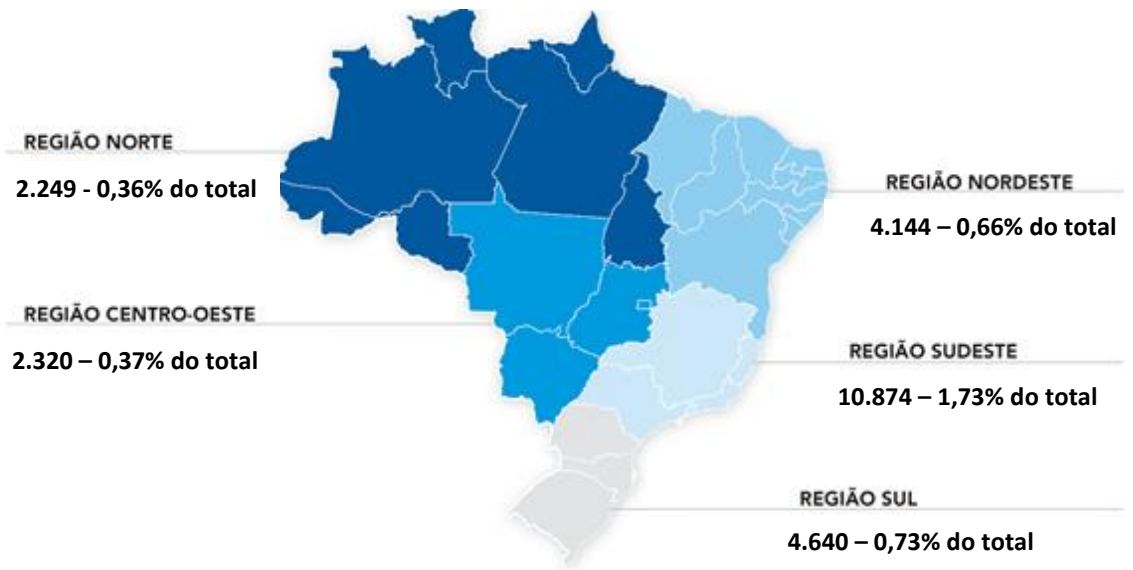 REGIÃO NORTE
2.249 - 0,36% do total
REGIÃO NORDESTE
4.144 – 0,66% do total
REGIÃO CENTRO-OESTE
2.320 – 0,37% do total
REGIÃO SUDESTE
10.874 – 1,73% do total
REGIÃO SUL
4.640 – 0,73% do total